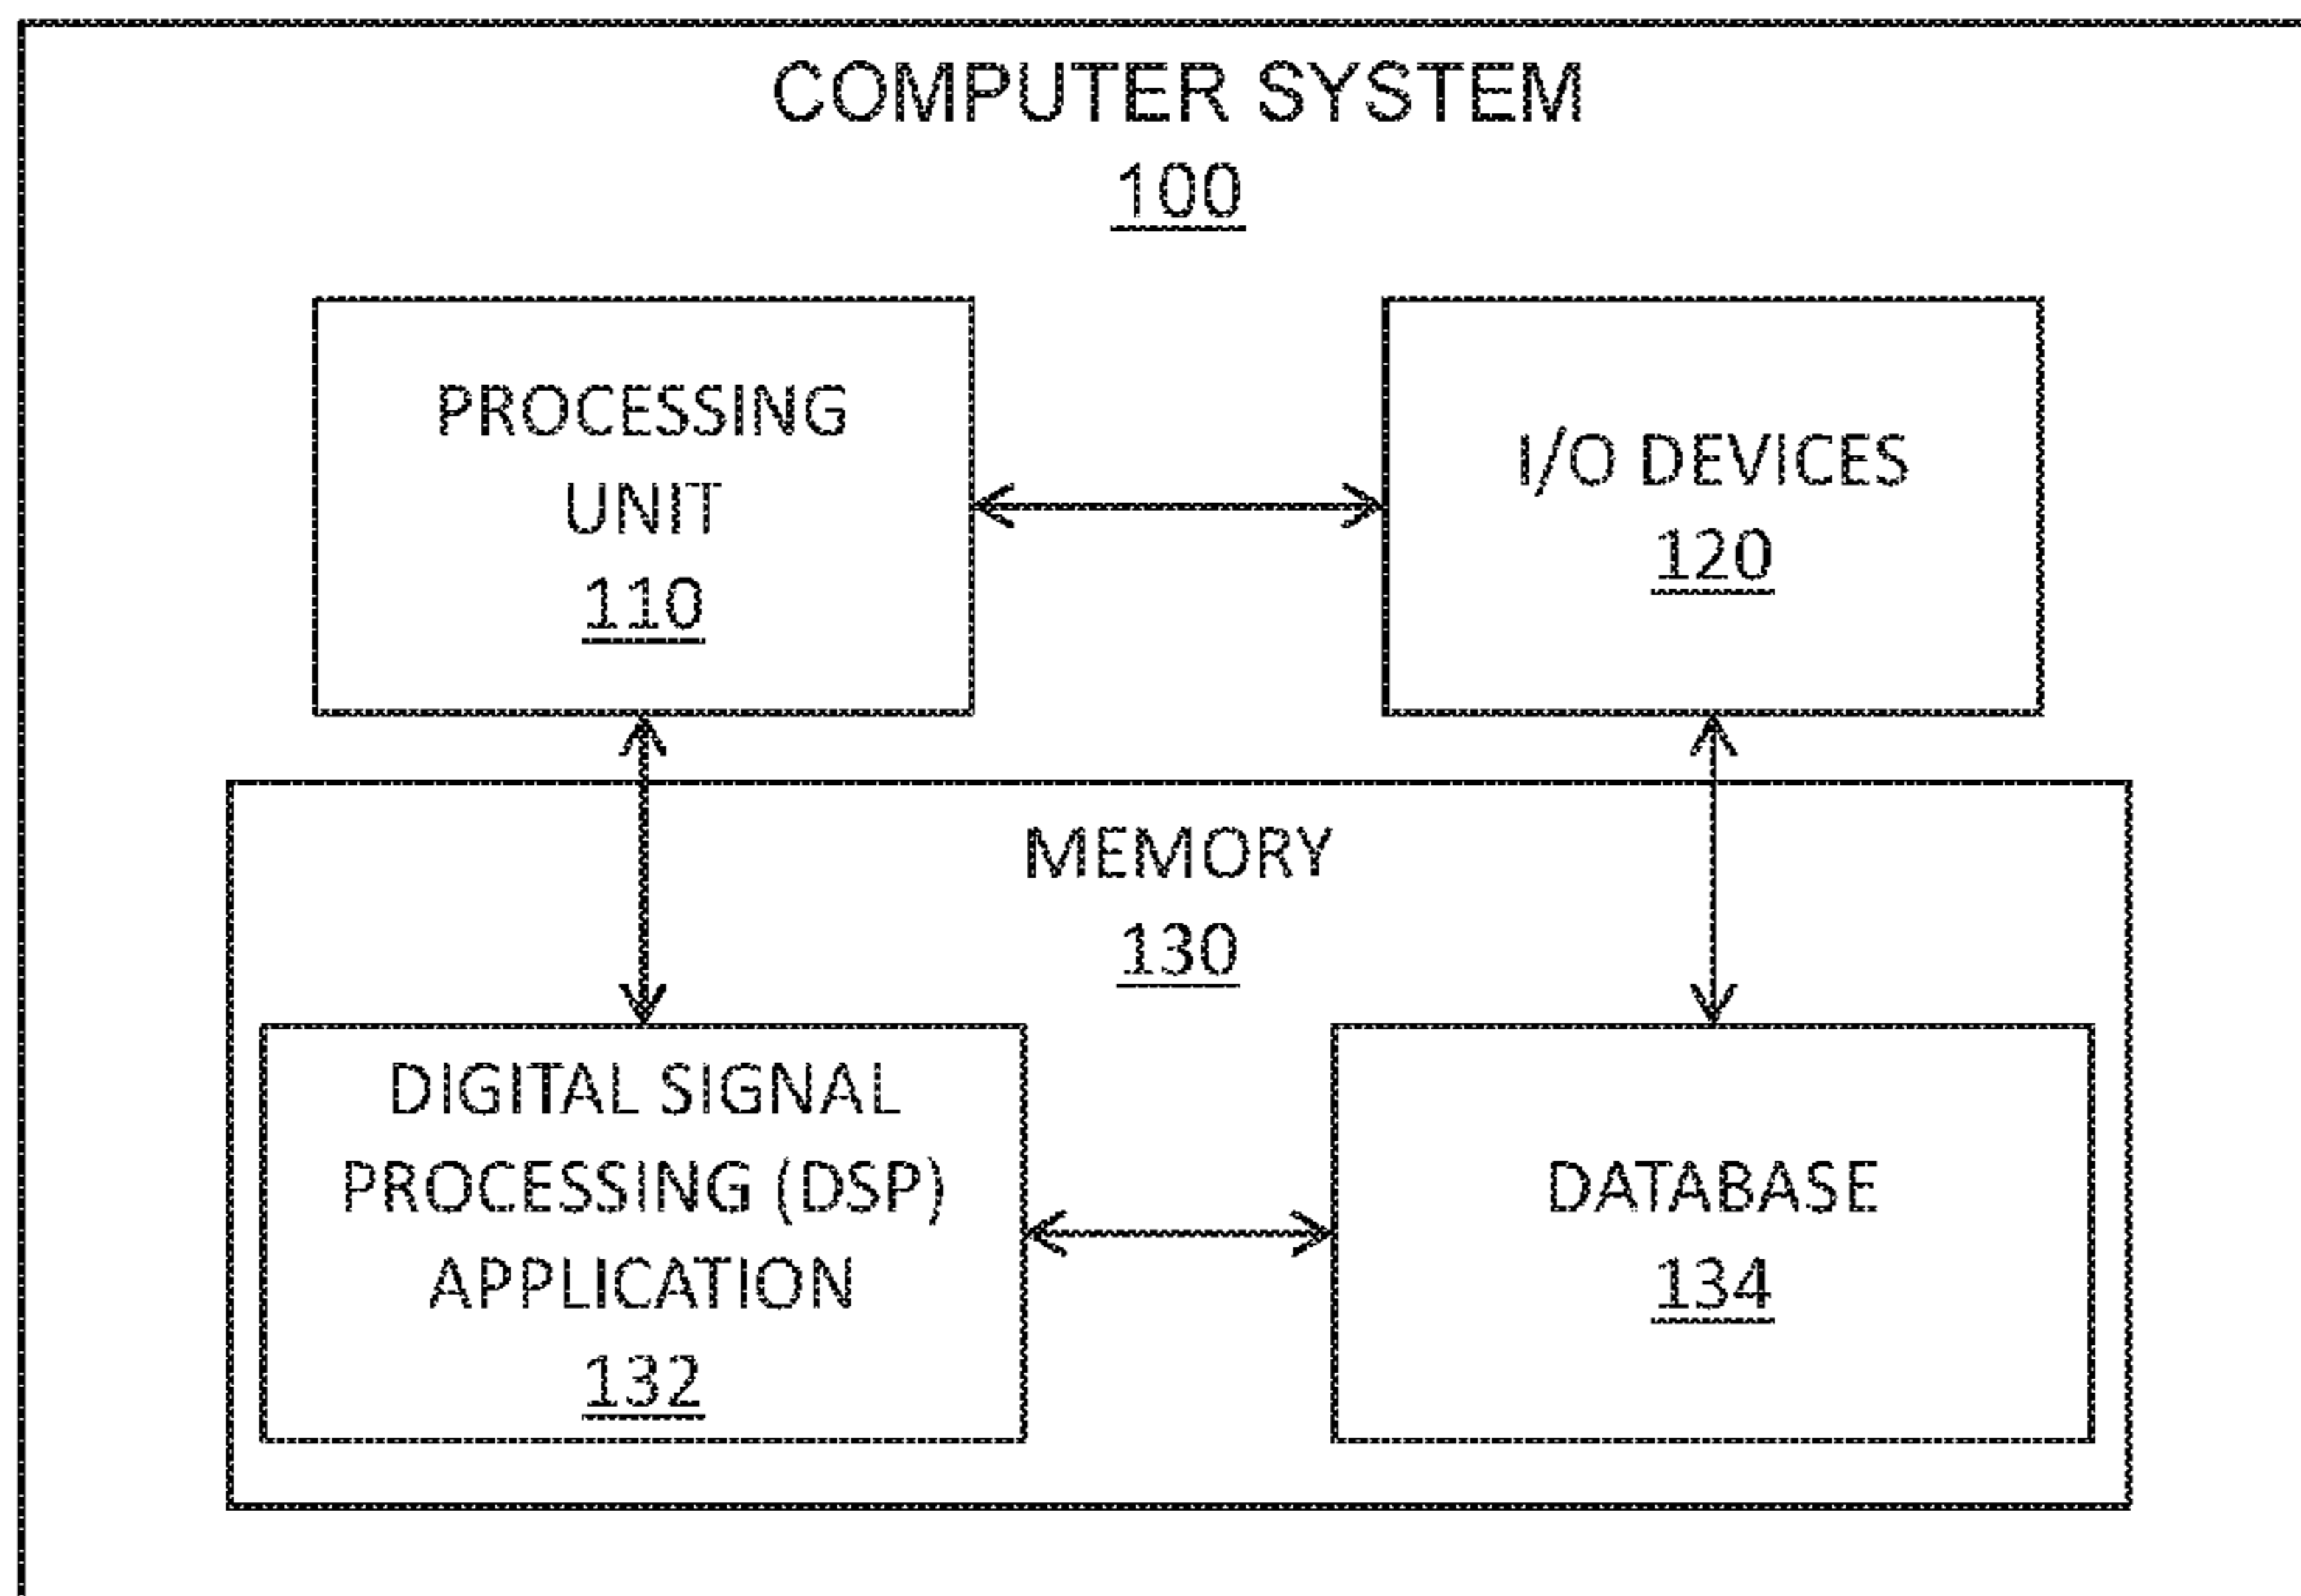 COMPUTER SYSTEM
100
PROCESSING
UNIT
110
I/O DEVICES
120
MEMORY
130
DIGITAL SIGNAL
PROCESSING (DSP)
APPLICATION
132
DATABASE
134